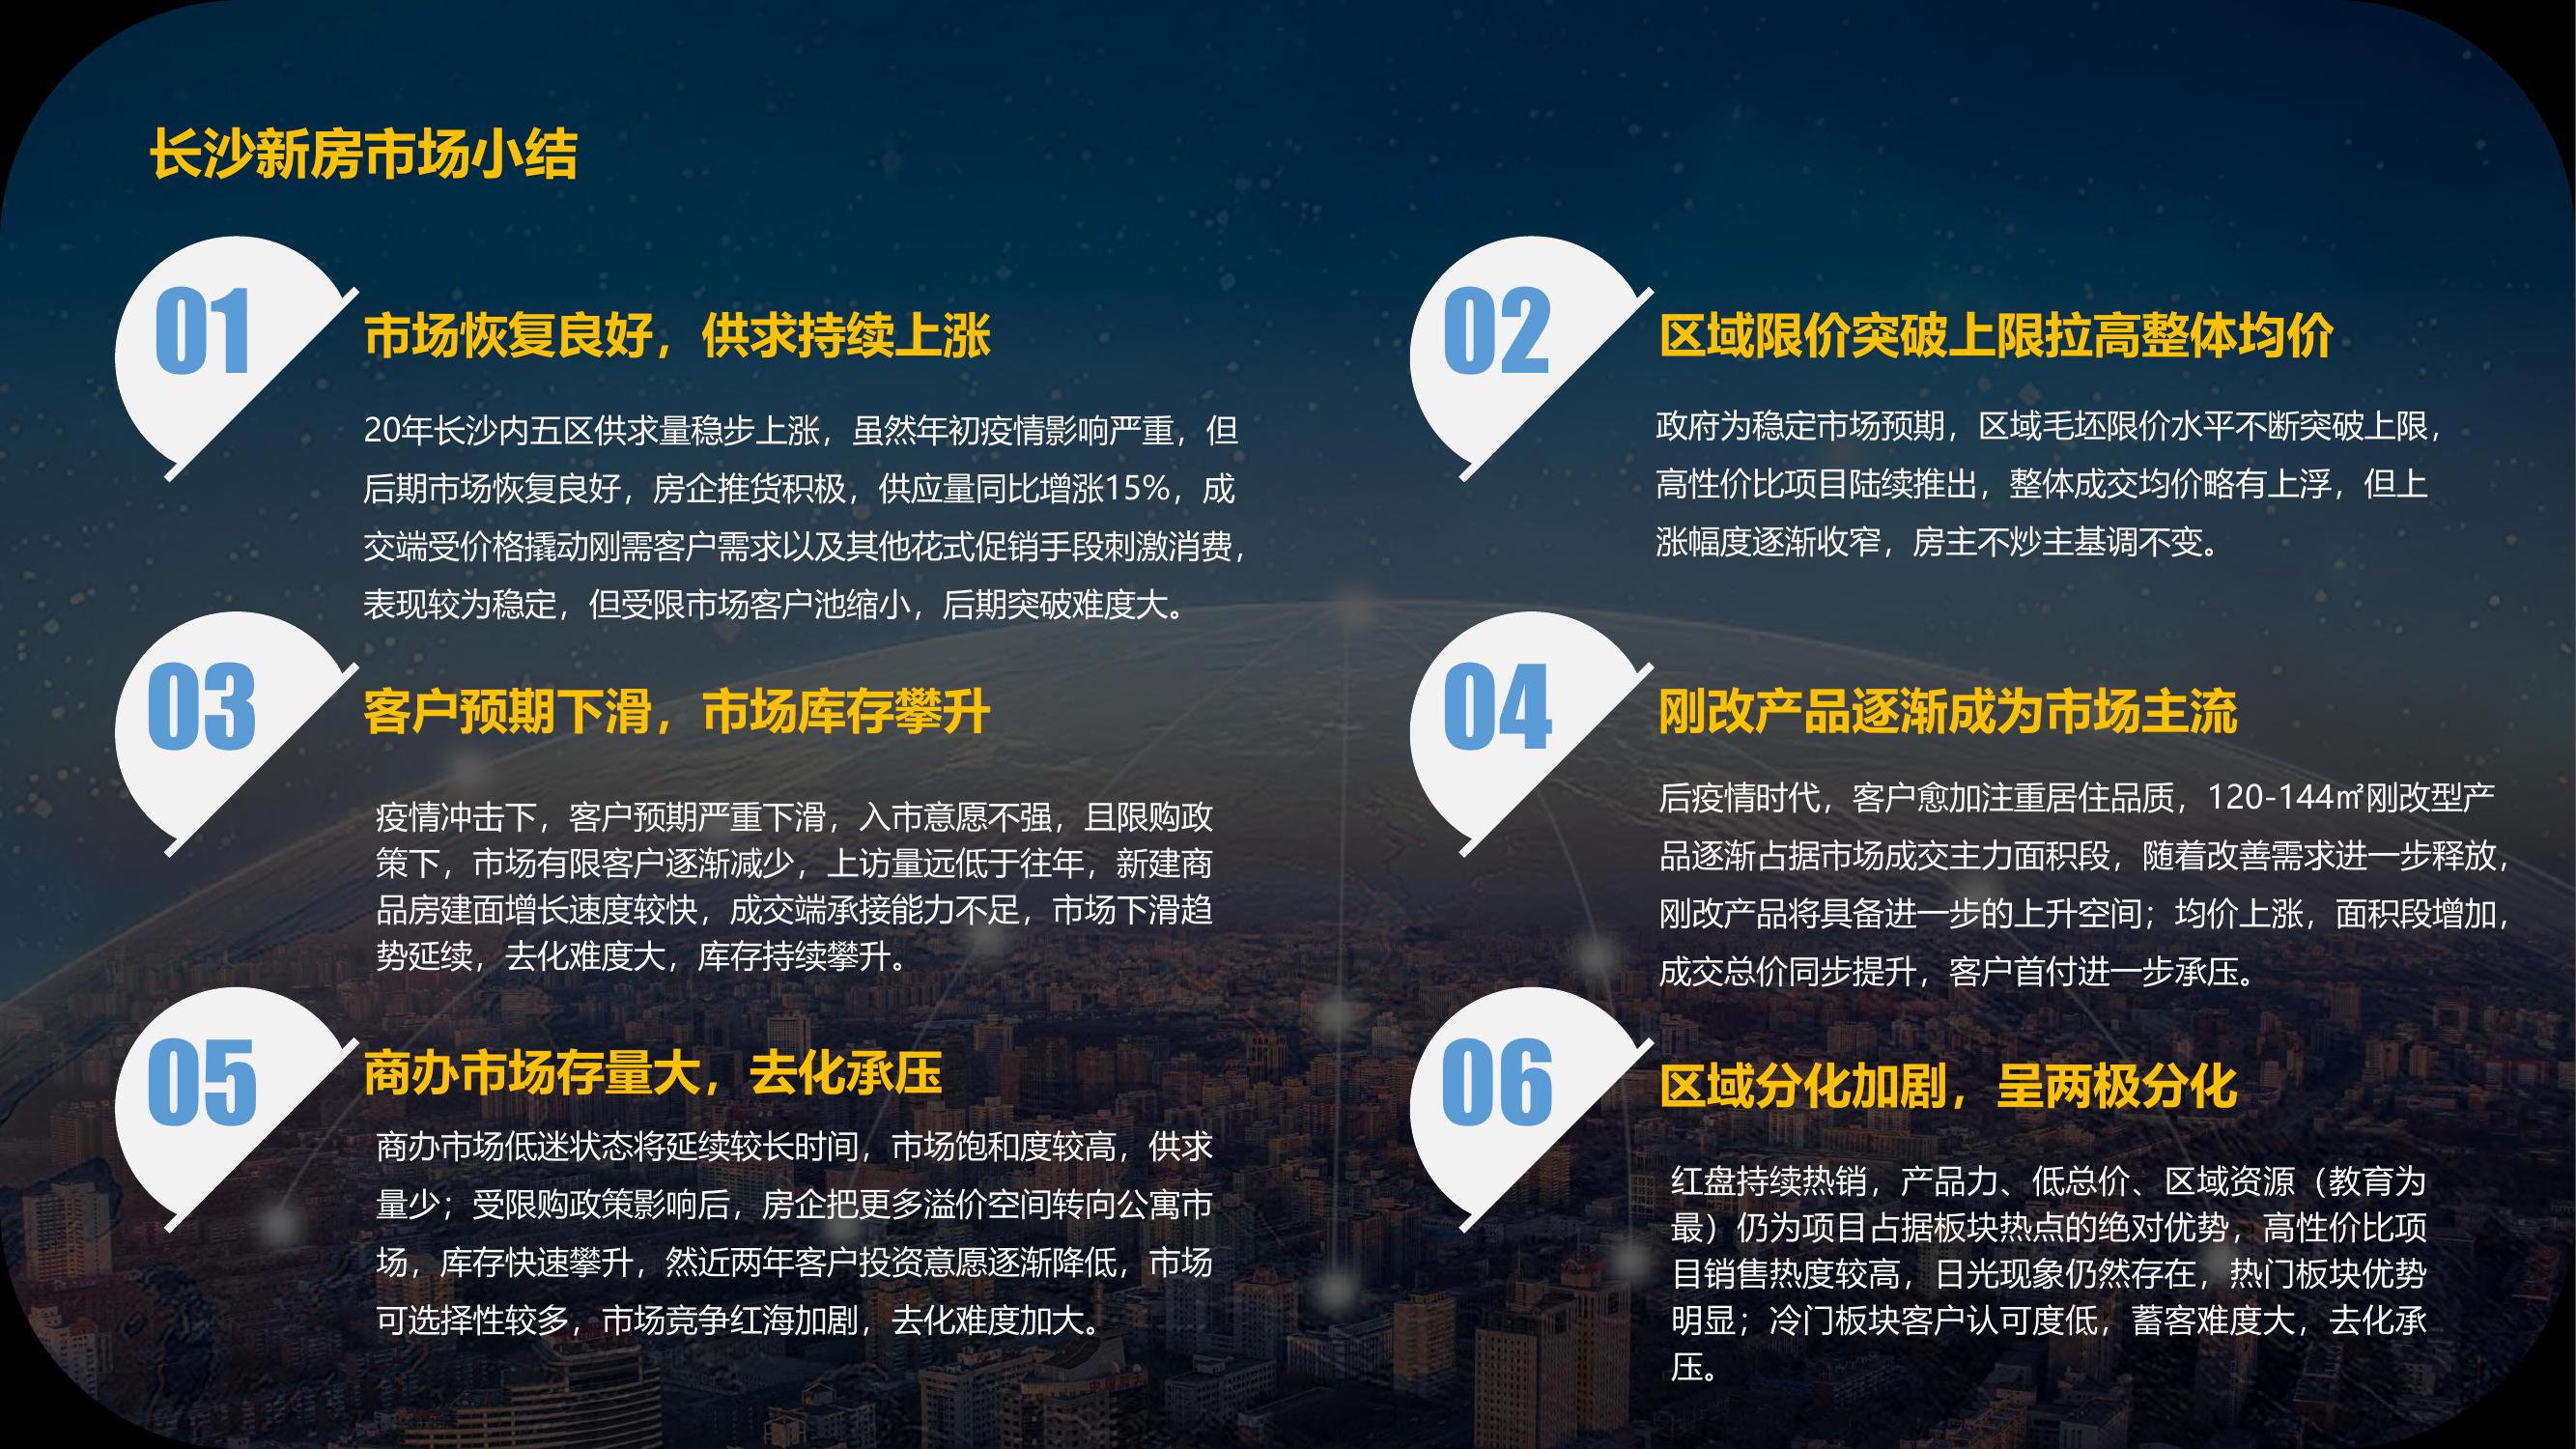 长沙新房市场小结
01
市场恢复良好，供求持续上涨
20年长沙内五区供求量稳步上涨，虽然年初疫情影响严重，但
后期市场恢复良好，房企推货积极，供应量同比增涨15%，成
交端受价格撬动刚需客户需求以及其他花式促销手段刺激消费，
表现较为稳定，但受限市场客户池缩小，后期突破难度大。
02
区域限价突破上限拉高整体均价
政府为稳定市场预期，区域毛坯限价水平不断突破上限，
高性价比项目陆续推出，整体成交均价略有上浮，但上
涨幅度逐渐收窄，房主不炒主基调不变。
03
客户预期下滑，市场库存攀升
疫情冲击下，客户预期严重下滑，入市意愿不强，且限购政
策下，市场有限客户逐渐减少，上访量远低于往年，新建商
品房建面增长速度较快，成交端承接能力不足，市场下滑趋
势延续，去化难度大，库存持续攀升。
04
刚改产品逐渐成为市场主流
后疫情时代，客户愈加注重居住品质，120-144㎡刚改型产
品逐渐占据市场成交主力面积段，随着改善需求进一步释放，
刚改产品将具备进一步的上升空间；均价上涨，面积段增加，
成交总价同步提升，客户首付进一步承压。
05
商办市场存量大，去化承压
商办市场低迷状态将延续较长时间，市场饱和度较高，供求
量少；受限购政策影响后，房企把更多溢价空间转向公寓市
场，库存快速攀升，然近两年客户投资意愿逐渐降低，市场
可选择性较多，市场竞争红海加剧，去化难度加大。
06
区域分化加剧，呈两极分化
红盘持续热销，产品力、低总价、区域资源（教育为
最）仍为项目占据板块热点的绝对优势，高性价比项
目销售热度较高，日光现象仍然存在，热门板块优势
明显；冷门板块客户认可度低，蓄客难度大，去化承
压。